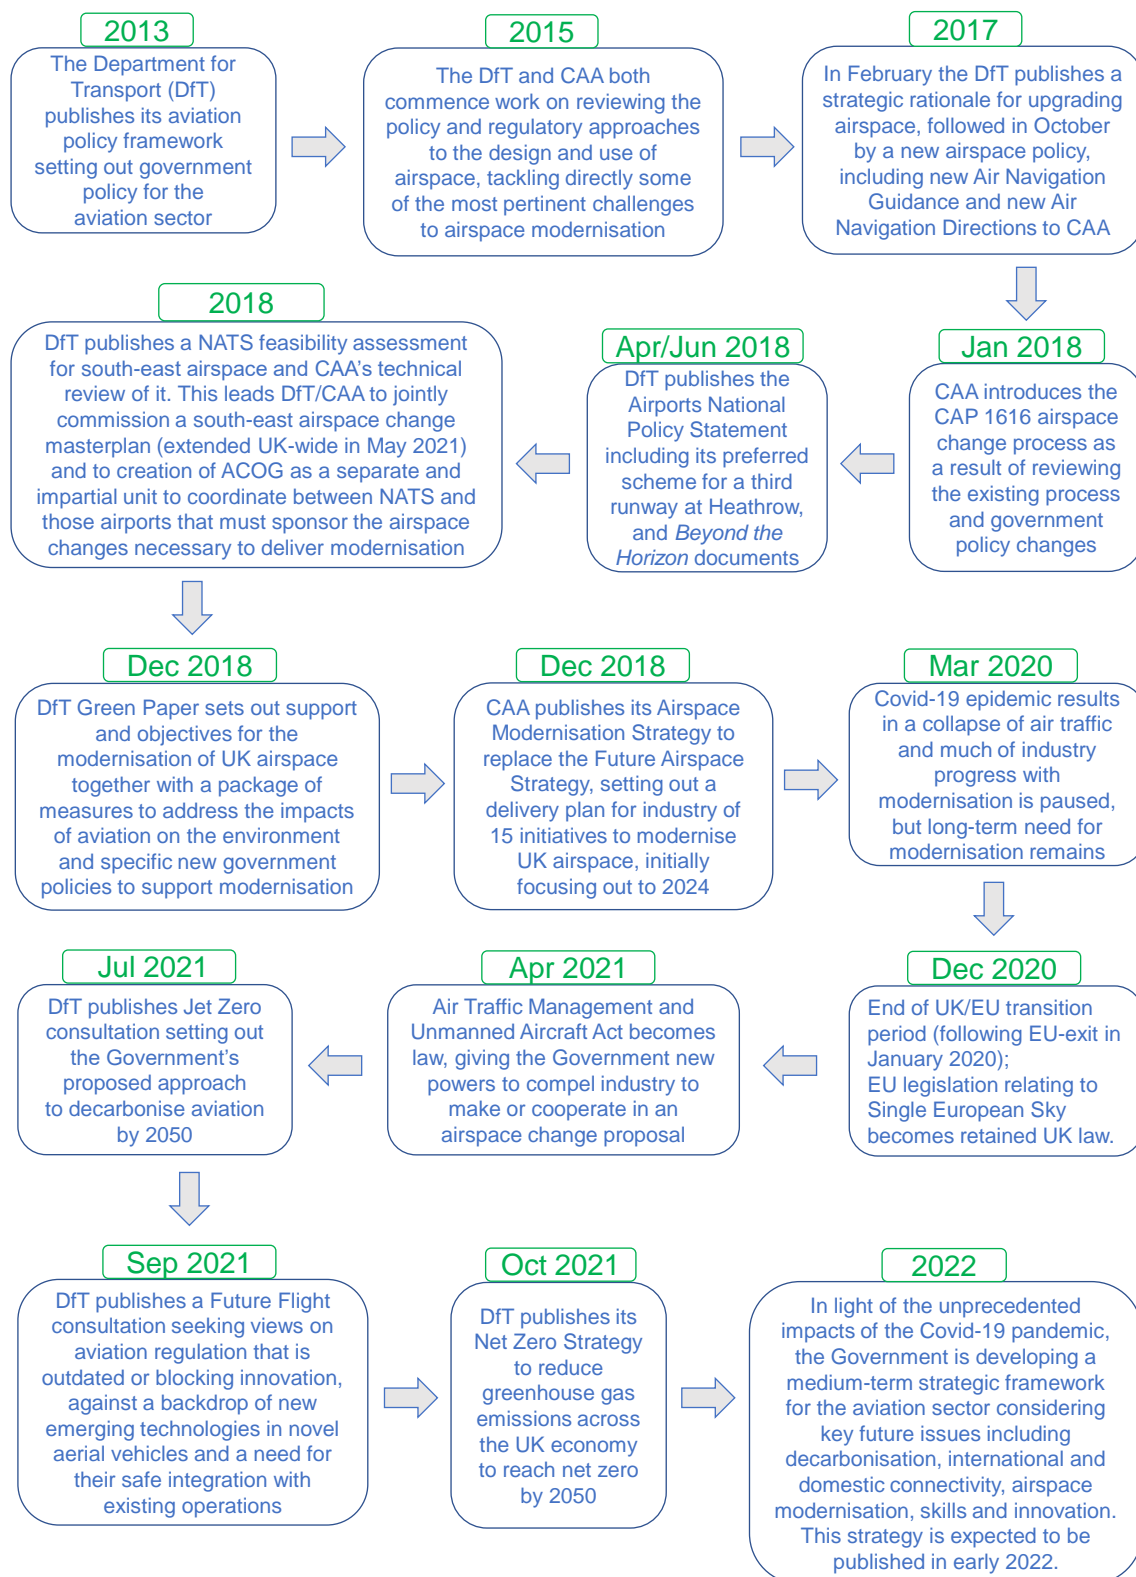 2013
The Department for
Transport (DfT)
publishes its aviation
policy framework
setting out government
policy for the
aviation sector
2015
The DfT and CAA both
commence work on reviewing the
policy and regulatory approaches
to the design and use of
airspace, tackling directly some
of the most pertinent challenges
to airspace modernisation
2017
In February the DfT publishes a
strategic rationale for upgrading
airspace, followed in October
by a new airspace policy,
including new Air Navigation
Guidance and new Air
Navigation Directions to CAA
Jan 2018
CAA introduces the
CAP 1616 airspace
change process as
a result of reviewing
the existing process
and government
policy changes
Apr/Jun 2018
DfT publishes the
Airports National
Policy Statement
including its preferred
scheme for a third
runway at Heathrow,
and Beyond the
Horizon documents
2018
DfT publishes a NATS feasibility assessment
for south-east airspace and CAA's technical
review of it. This leads DfT/CAA to jointly
commission a south-east airspace change
masterplan (extended UK-wide in May 2021)
and to creation of ACOG as a separate and
impartial unit to coordinate between NATS and
those airports that must sponsor the airspace
changes necessary to deliver modernisation
Dec 2018
DfT Green Paper sets out support
and objectives for the
modernisation of UK airspace
together with a package of
measures to address the impacts
of aviation on the environment
and specific new government
policies to support modernisation
Dec 2018
CAA publishes its Airspace
Modernisation Strategy to
replace the Future Airspace
Strategy, setting out a
delivery plan for industry of
15 initiatives to modernise
UK airspace, initially
focusing out to 2024
Mar 2020
Covid-19 epidemic results
in a collapse of air traffic
and much of industry
progress with
modernisation is paused,
but long-term need for
modernisation remains
Dec 2020
End of UK/EU transition
period (following EU-exit in
January 2020);
EU legislation relating to
Single European Sky
becomes retained UK law.
Apr 2021
Air Traffic Management and
Unmanned Aircraft Act becomes
law, giving the Government new
powers to compel industry to
make or cooperate in an
airspace change proposal
Jul 2021
DfT publishes Jet Zero
consultation setting out
the Government's
proposed approach
to decarbonise aviation
by 2050
Sep 2021
DfT publishes a Future Flight
consultation seeking views on
aviation regulation that is
outdated or blocking innovation,
against a backdrop of new
emerging technologies in novel
aerial vehicles and a need for
their safe integration with
existing operations
Oct 2021
DfT publishes its
Net Zero Strategy
to reduce
greenhouse gas
emissions across
the UK economy
to reach net zero
by 2050
2022
In light of the unprecedented
impacts of the Covid-19 pandemic,
the Government is developing a
medium-term strategic framework
for the aviation sector considering
key future issues including
decarbonisation, international and
domestic connectivity, airspace
modernisation, skills and innovation.
This strategy is expected to be
published in early 2022.